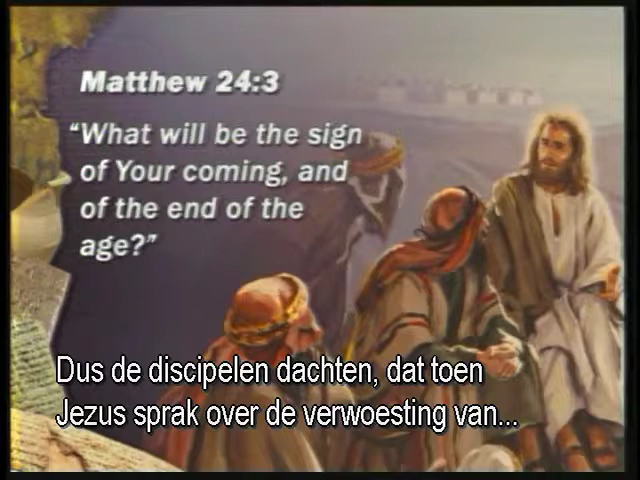 Matthew 24:3
“What will be the sign
of Your coming, and
of the end of the
age?”
Dus de discipelen dachten, dat toen
Jezus sprak over de verwoesting van...